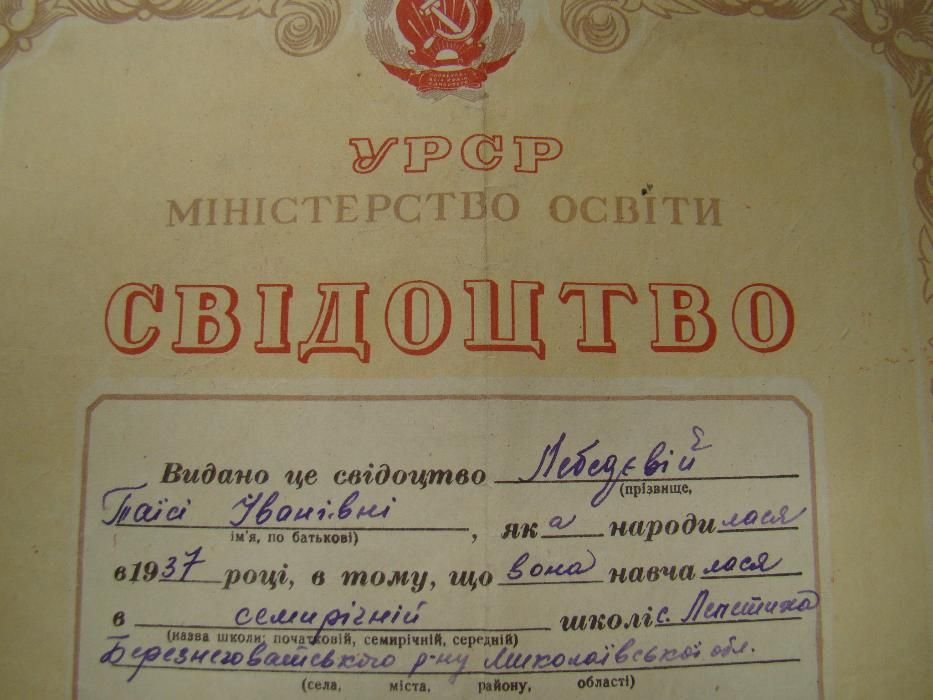 УРСР
МІНІСТЕРСТВО ОСВІТИ
СВІДОЦТВО
Видано це свідоцтво Лебедєвій
(прізвище,
Таїсі Іванівні, яка народилася
ім'я, по батькові)
в 1937 році, в тому, що вона навчалася
в семирічній школі с. Лепетиха
(назва школи: початковій, семирічній, середній)
Березнеговатського р-ну Миколаївської обл.
(села, міста, району, області)